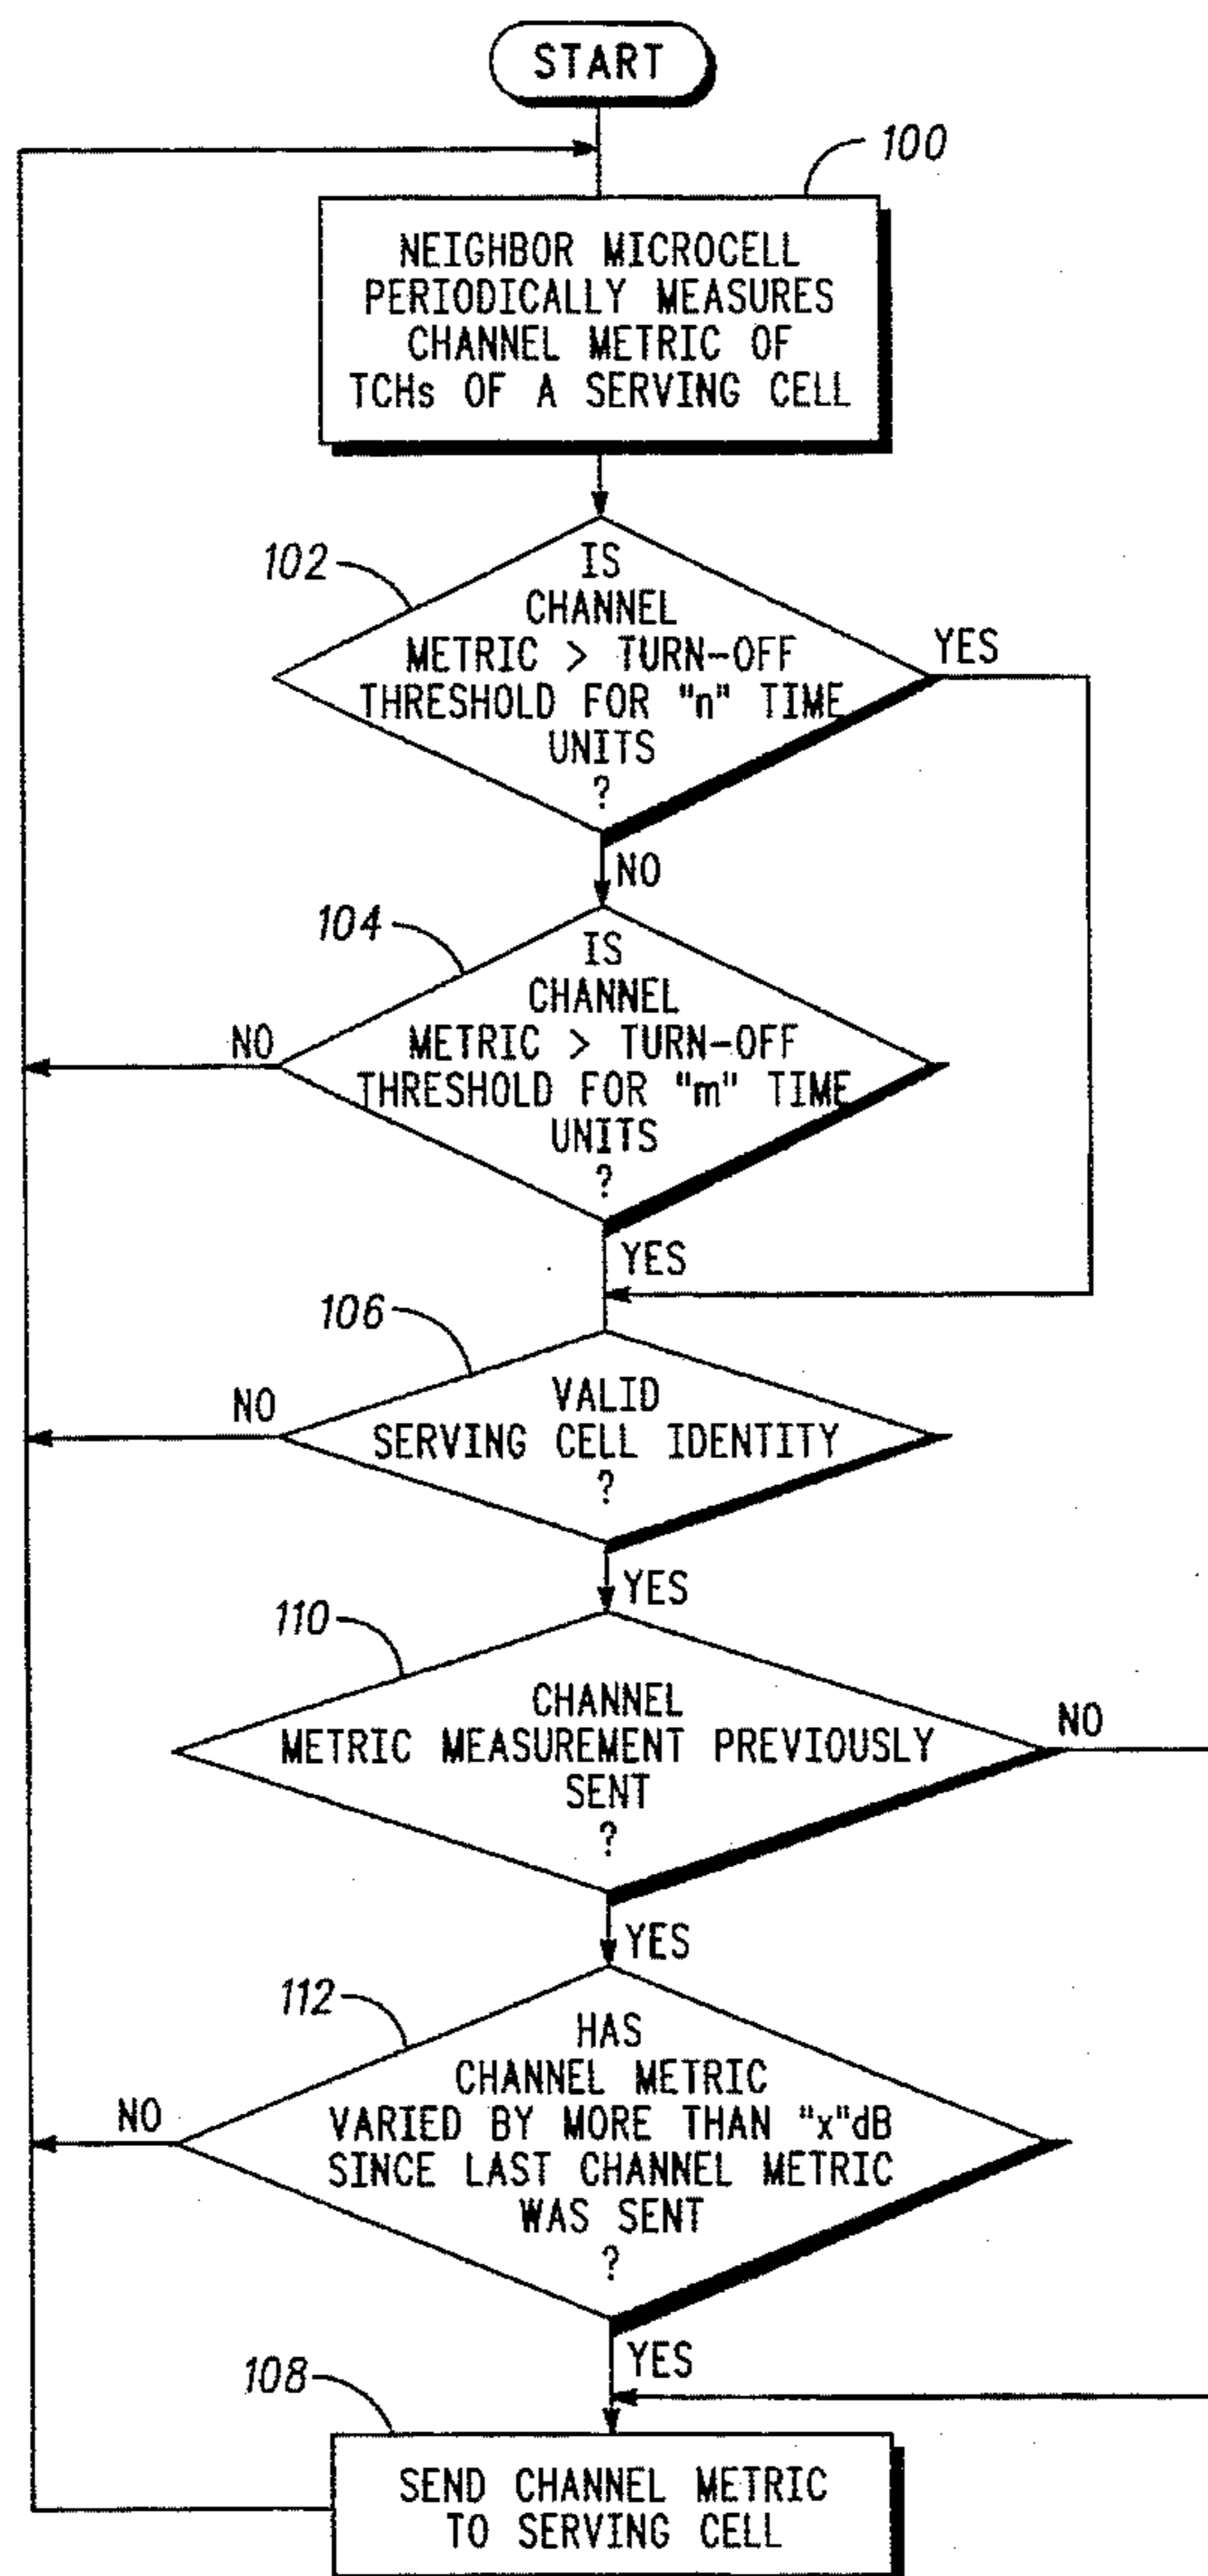 START
100
NEIGHBOR MICROCELL
PERIODICALLY MEASURES
CHANNEL METRIC OF
TCHs OF A SERVING CELL
102
IS
CHANNEL
METRIC > TURN-OFF
THRESHOLD FOR "n" TIME
UNITS
?
YES
NO
104
IS
CHANNEL
METRIC > TURN-OFF
THRESHOLD FOR "m" TIME
UNITS
?
NO
YES
106
VALID
SERVING CELL IDENTITY
?
NO
YES
110
CHANNEL
METRIC MEASUREMENT PREVIOUSLY
SENT
?
NO
YES
112
HAS
CHANNEL METRIC
VARIED BY MORE THAN "x"dB
SINCE LAST CHANNEL METRIC
WAS SENT
?
NO
YES
108
SEND CHANNEL METRIC
TO SERVING CELL